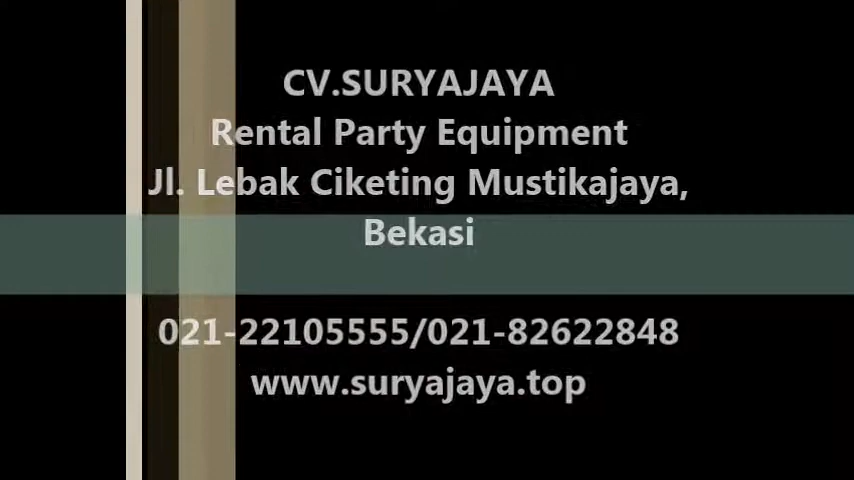 CV.SURYAJAYA
Rental Party Equipment
Jl. Lebak Ciketing Mustikajaya,
Bekasi
021-22105555/021-82622848
www.suryajaya.top